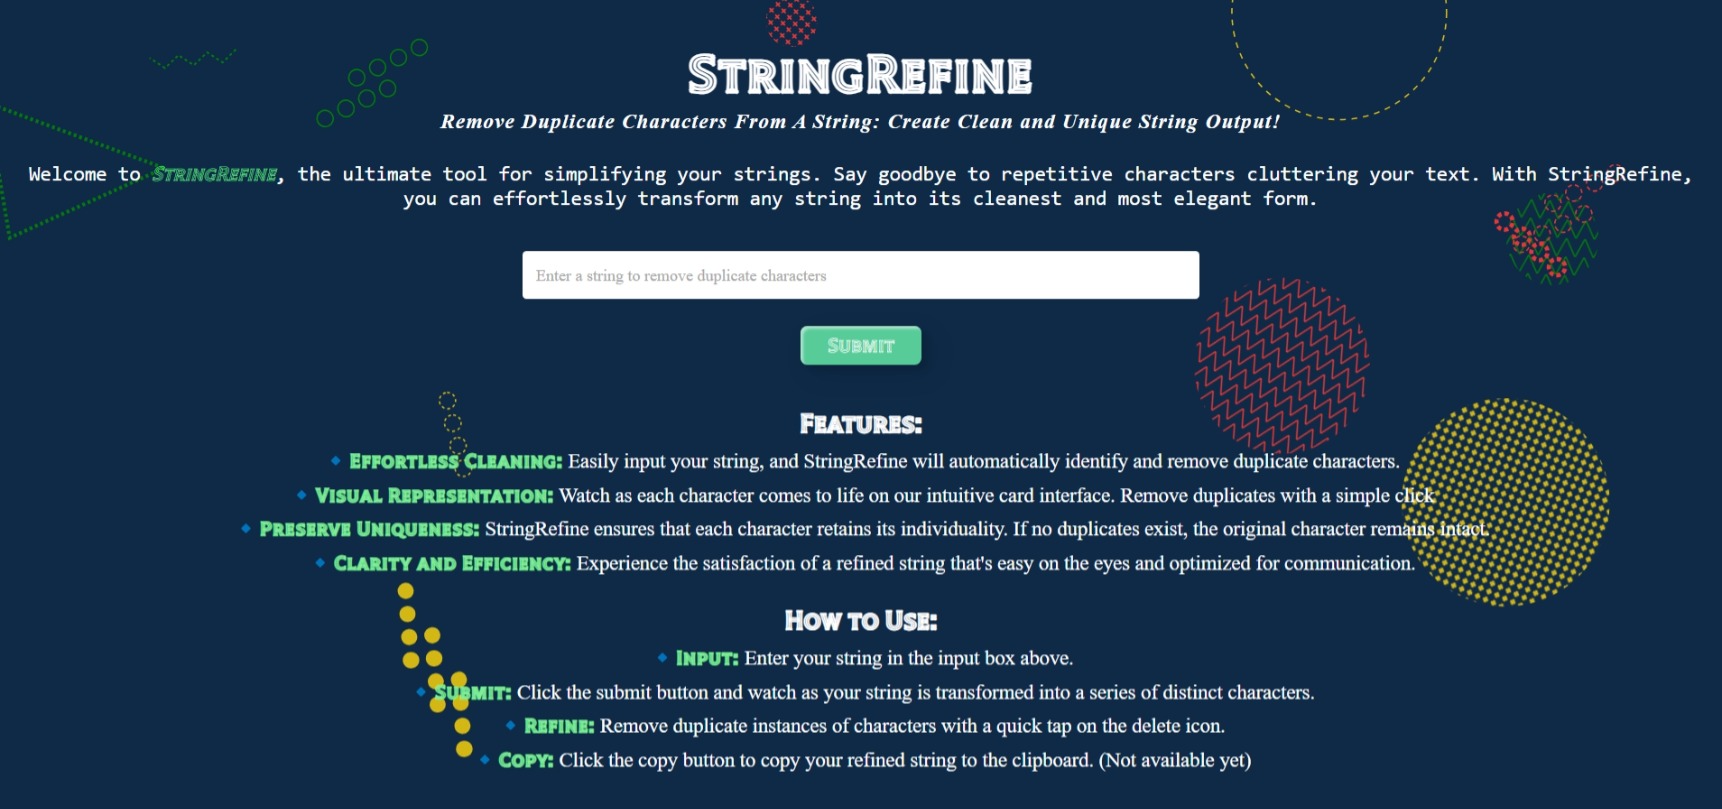 StringRefine
Remove Duplicate Characters From A String: Create Clean and Unique String Output!
Welcome to StringRefine, the ultimate tool for simplifying your strings. Say goodbye to repetitive characters cluttering your text. With StringRefine,
you can effortlessly transform any string into its cleanest and most elegant form.
Enter a string to remove duplicate characters
Submit
Features:
Effortless Cleaning: Easily input your string, and StringRefine will automatically identify and remove duplicate characters.
Visual Representation: Watch as each character comes to life on our intuitive card interface. Remove duplicates with a simple click
Preserve Uniqueness: StringRefine ensures that each character retains its individuality. If no duplicates exist, the original character remains intact.
Clarity and Efficiency: Experience the satisfaction of a refined string that's easy on the eyes and optimized for communication.
How to Use:
Input: Enter your string in the input box above.
Submit: Click the submit button and watch as your string is transformed into a series of distinct characters.
Refine: Remove duplicate instances of characters with a quick tap on the delete icon.
Copy: Click the copy button to copy your refined string to the clipboard. (Not available yet)